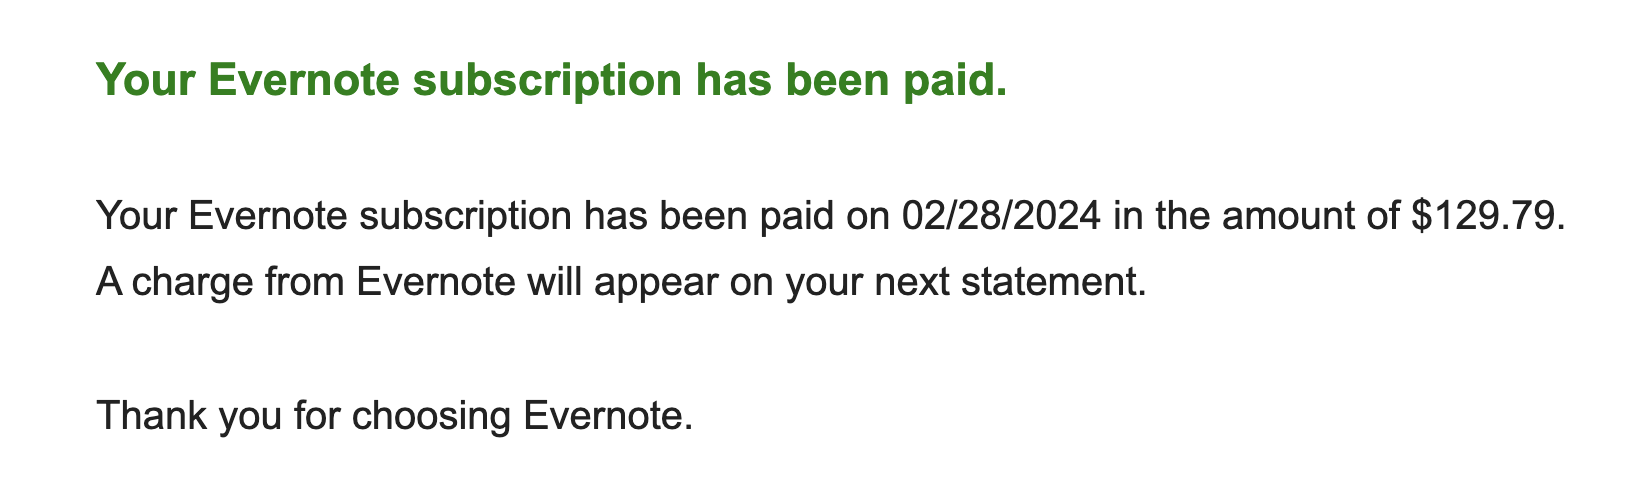 Your Evernote subscription has been paid.
Your Evernote subscription has been paid on 02/28/2024 in the amount of $129.79.
A charge from Evernote will appear on your next statement.
Thank you for choosing Evernote.